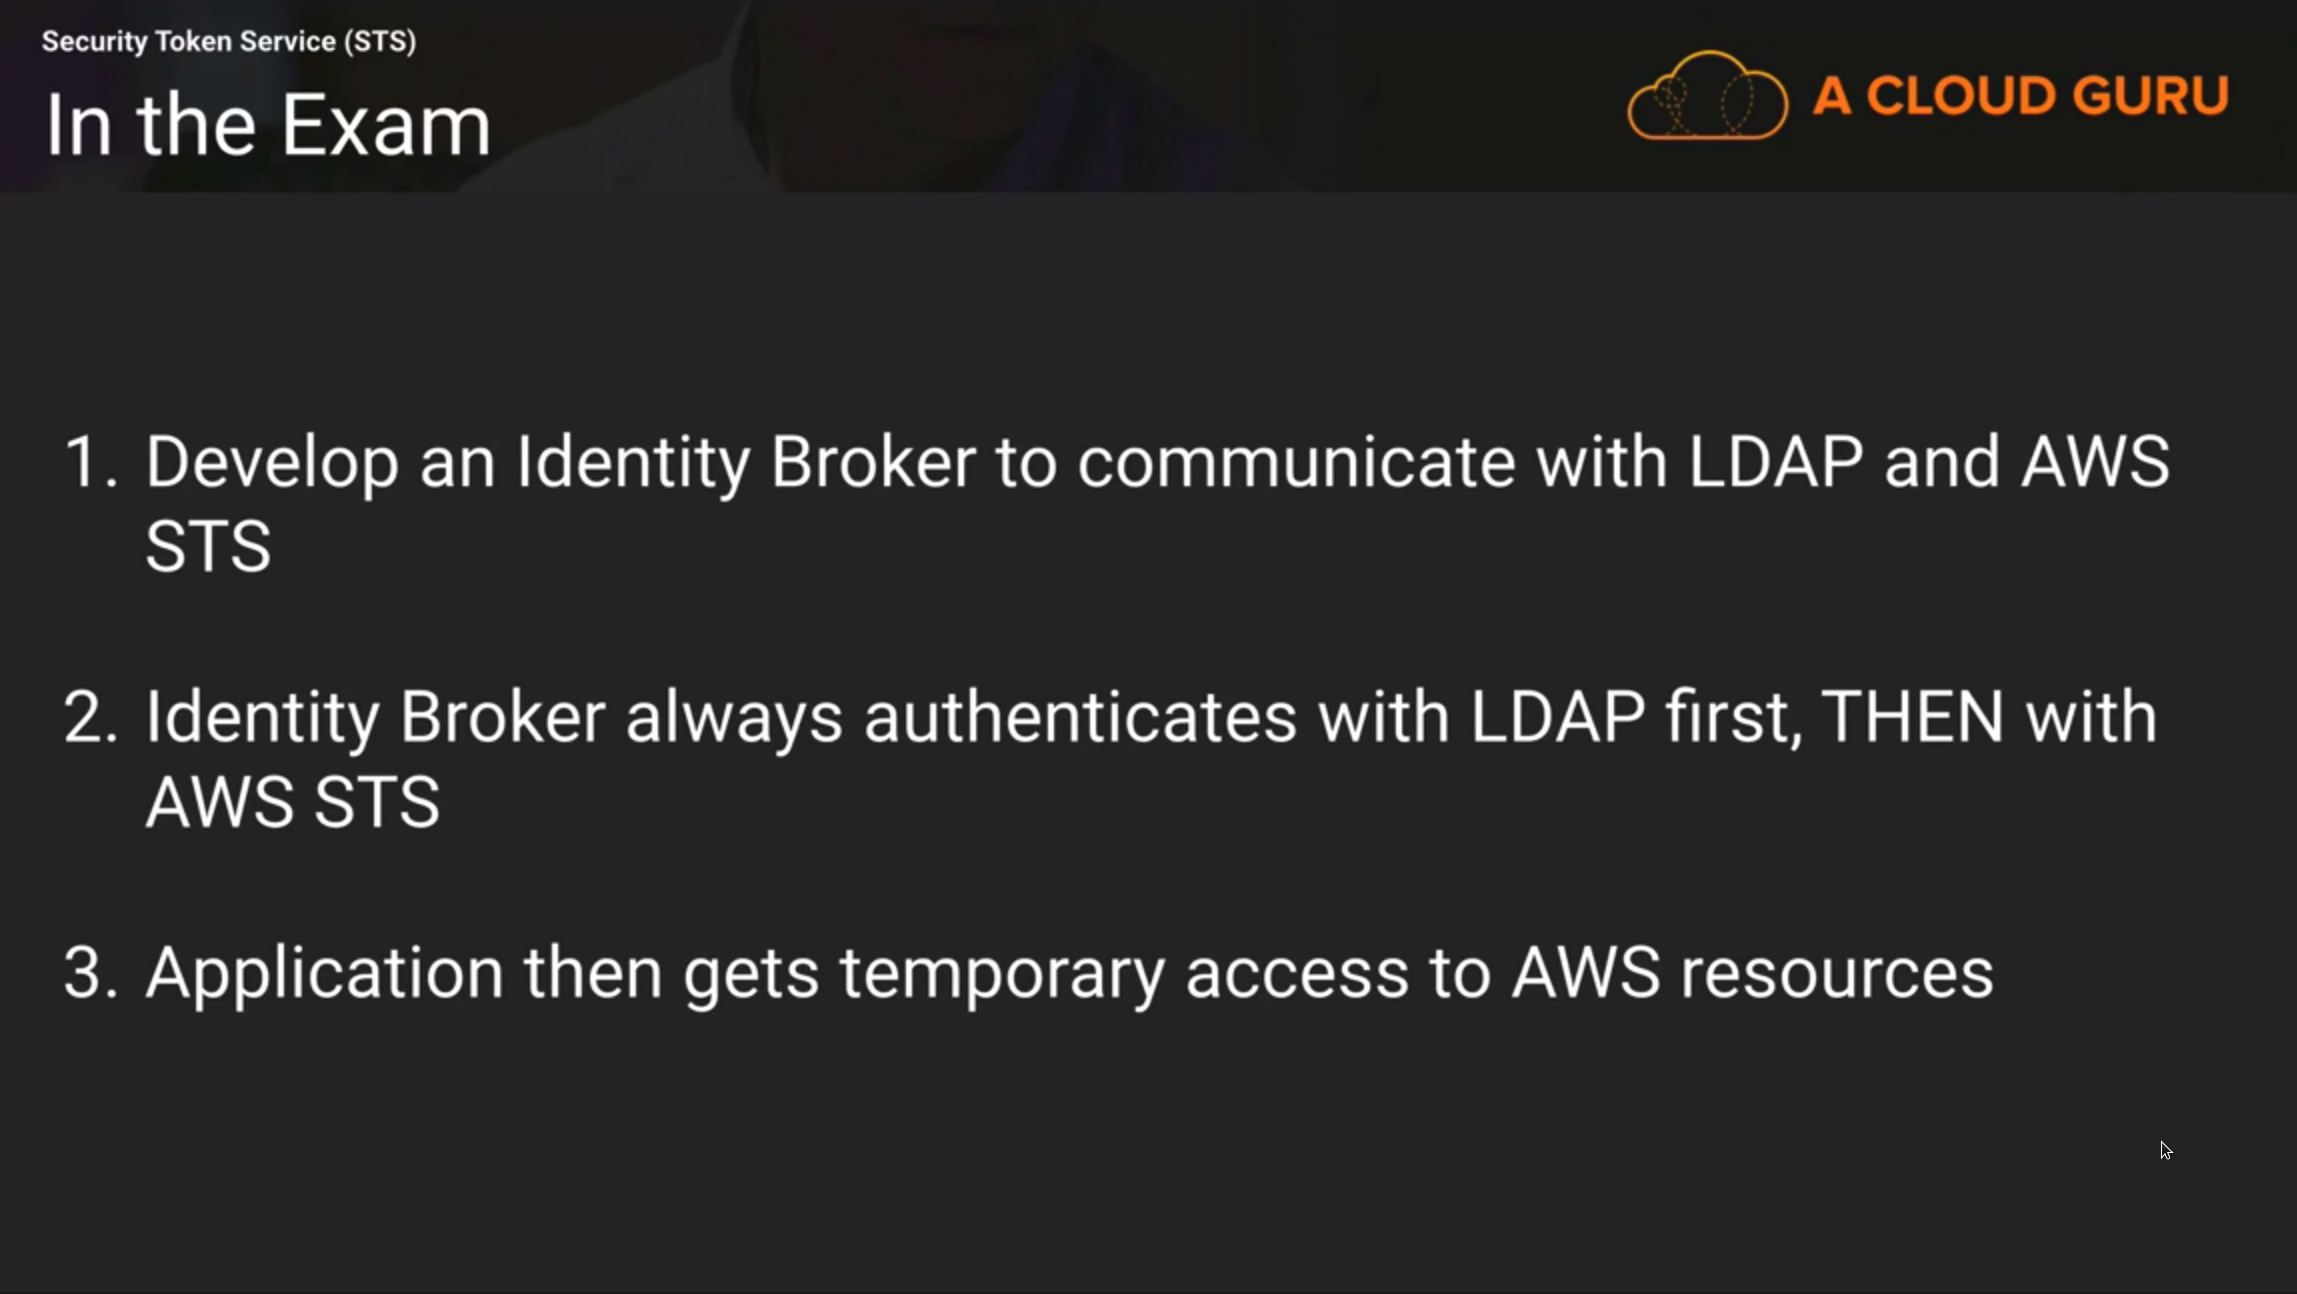 Security Token Service (STS)
In the Exam
A CLOUD GURU
1. Develop an Identity Broker to communicate with LDAP and AWS
STS
2. Identity Broker always authenticates with LDAP first, THEN with
AWS STS
3. Application then gets temporary access to AWS resources